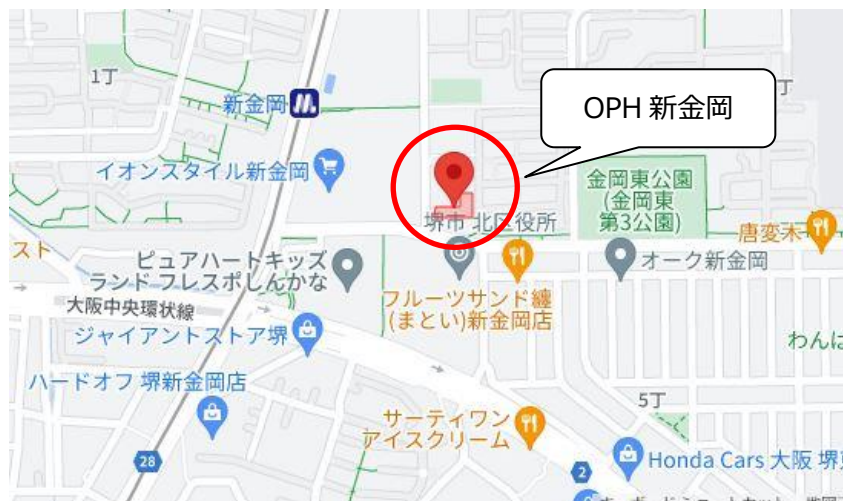 1丁
新金岡
OPH 新金岡
丁
イオンスタイル新金岡
金岡東公園
(金岡東
第3公園)
堺市 北区役所
唐変木
スト
ピュアハートキッズ
ランド フレスポしんかな
オーク新金岡
大阪中央環状線
フルーツサンド纏
(まとい)新金岡店
ジャイアントストア堺
わんは
ハードオフ 堺新金岡店
5丁
サーティワン
アイスクリーム
28
2
Honda Cars 大阪 堺東